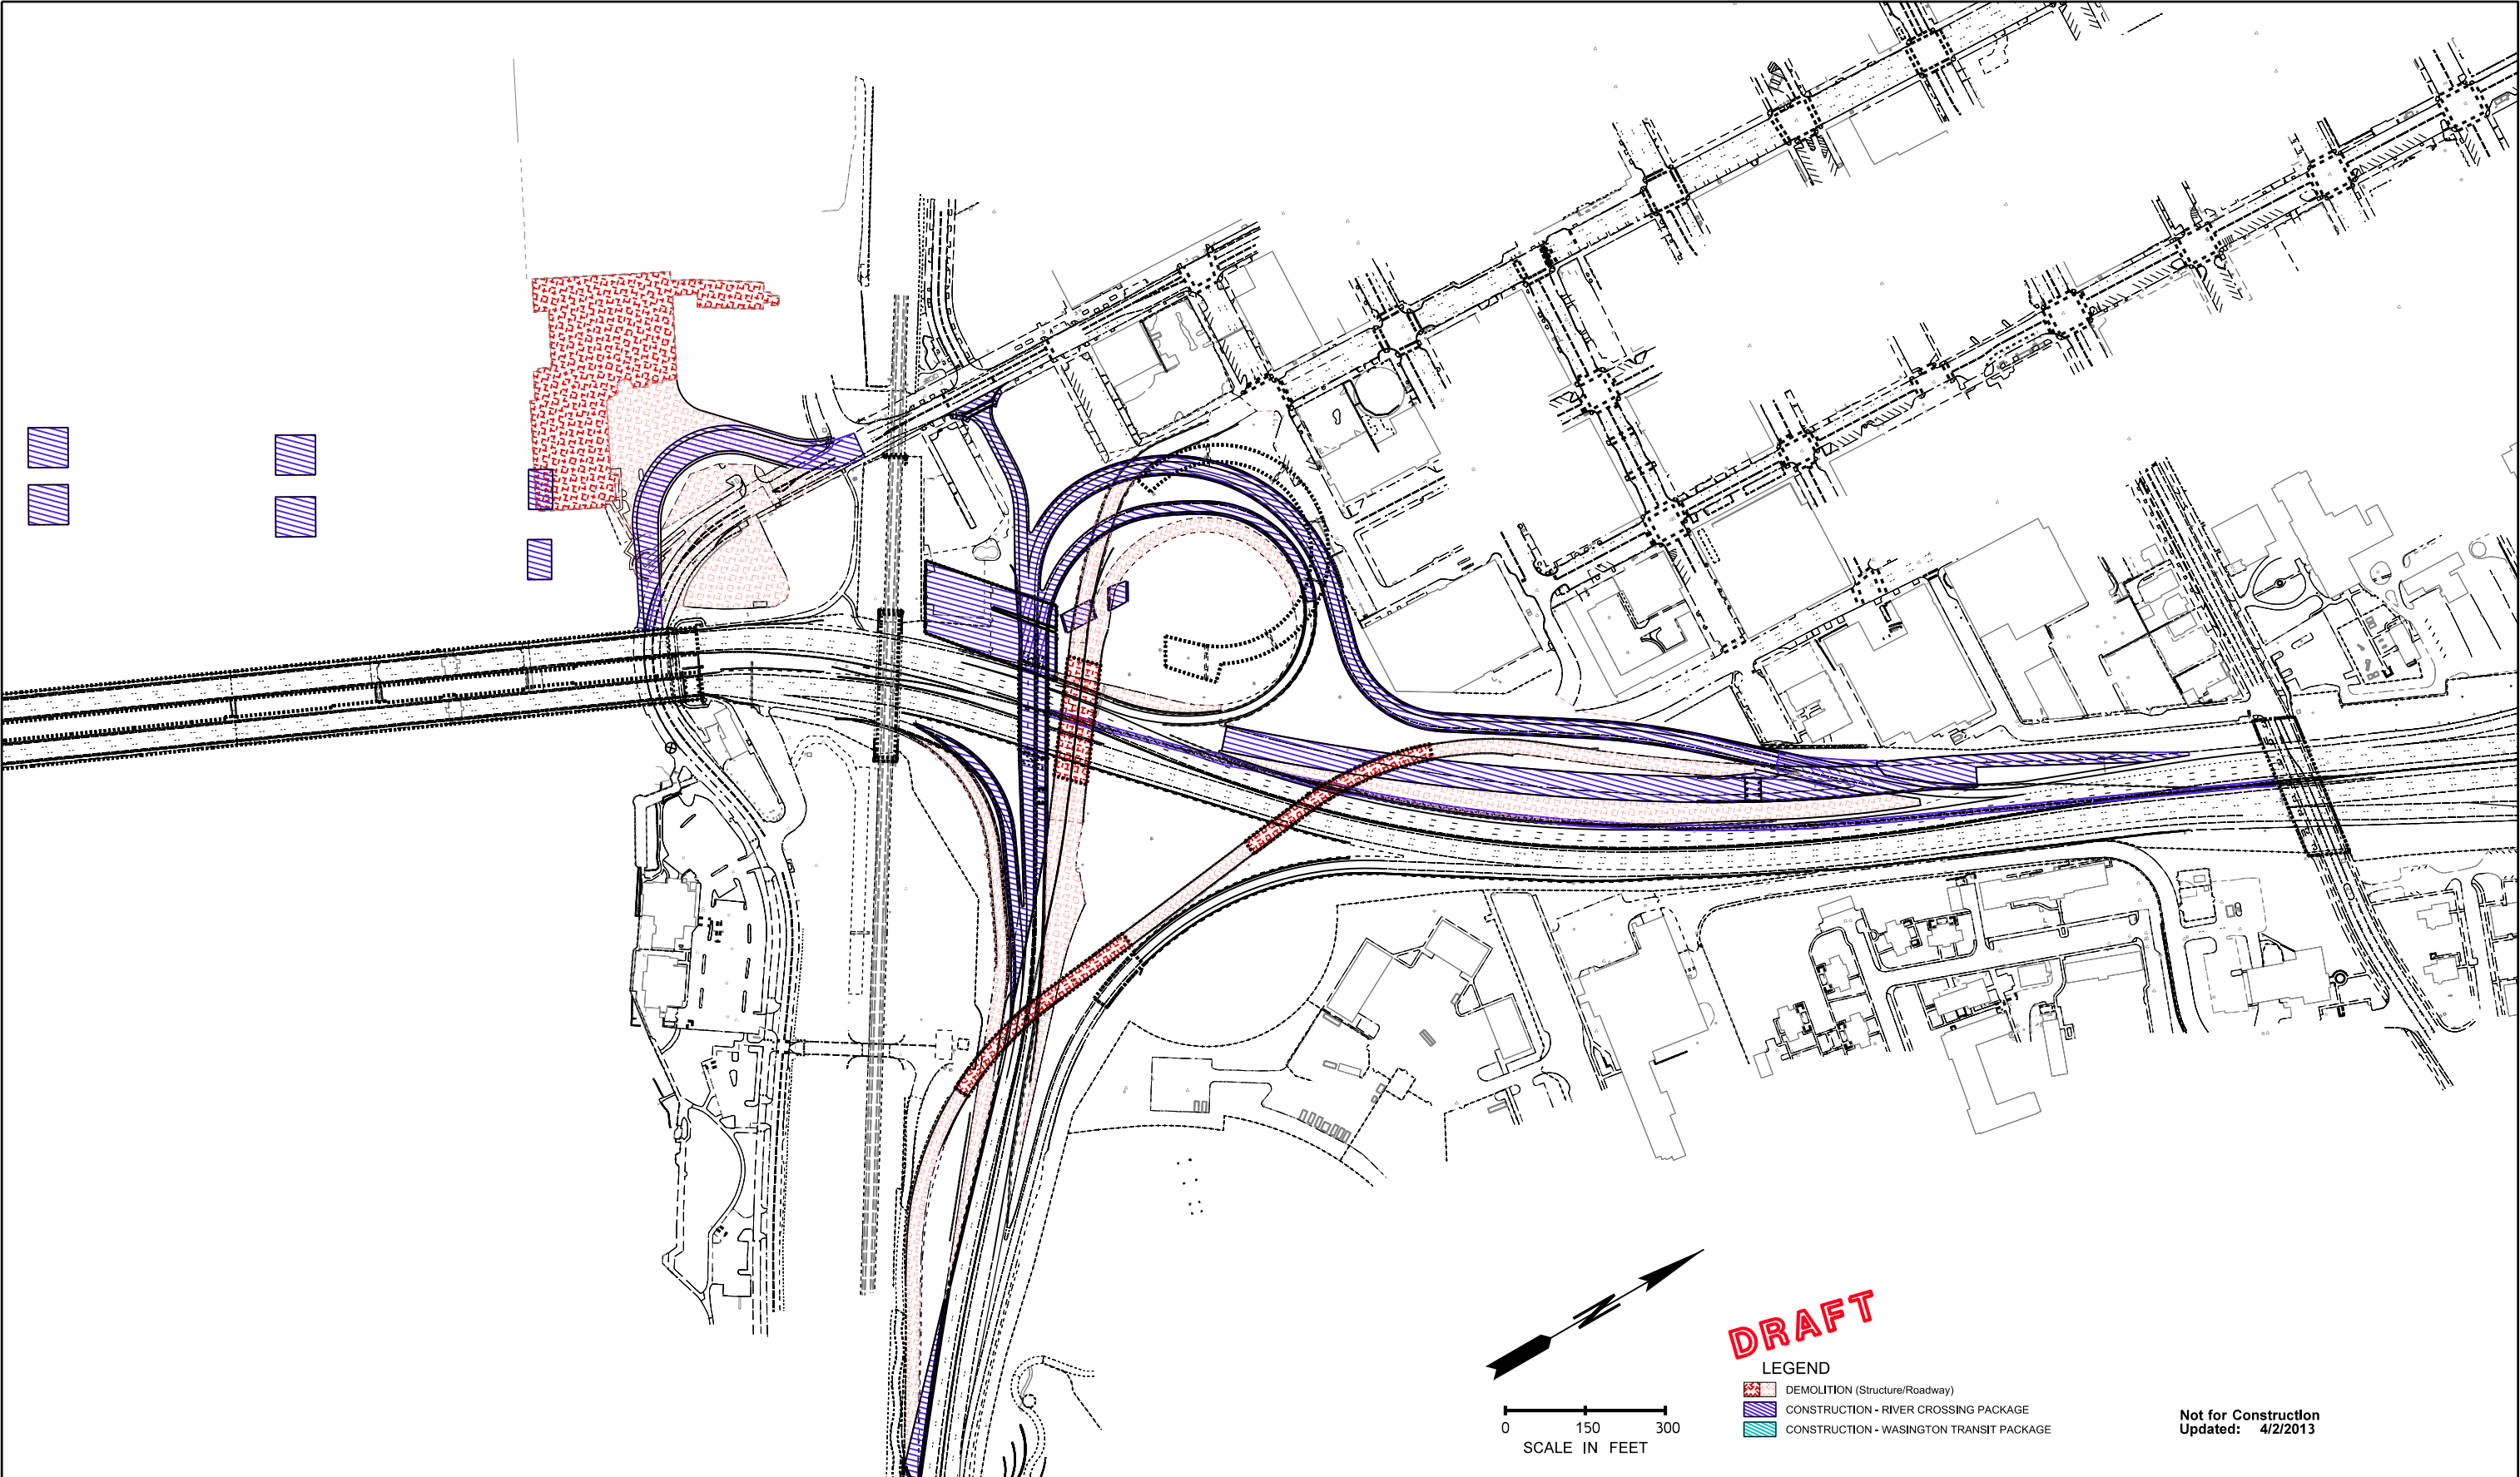 N
DRAFT
LEGEND
DEMOLITION (Structure/Roadway)
CONSTRUCTION - RIVER CROSSING PACKAGE
CONSTRUCTION - WASINGTON TRANSIT PACKAGE
0 150 300
SCALE IN FEET
Not for Construction
Updated: 4/2/2013